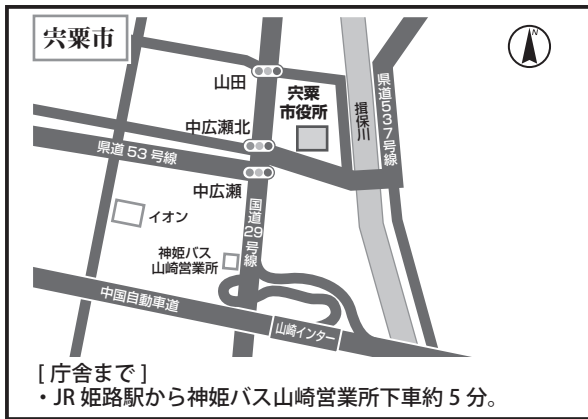 宍粟市
N
山田
宍粟
市役所
中広瀬北
県道53号線
中広瀬
揖保川
県道537号線
イオン
国道29号線
神姫バス
山崎営業所
中国自動車道
山崎インター
[ 庁舎まで ]
・JR 姫路駅から神姫バス山崎営業所下車約 5 分。